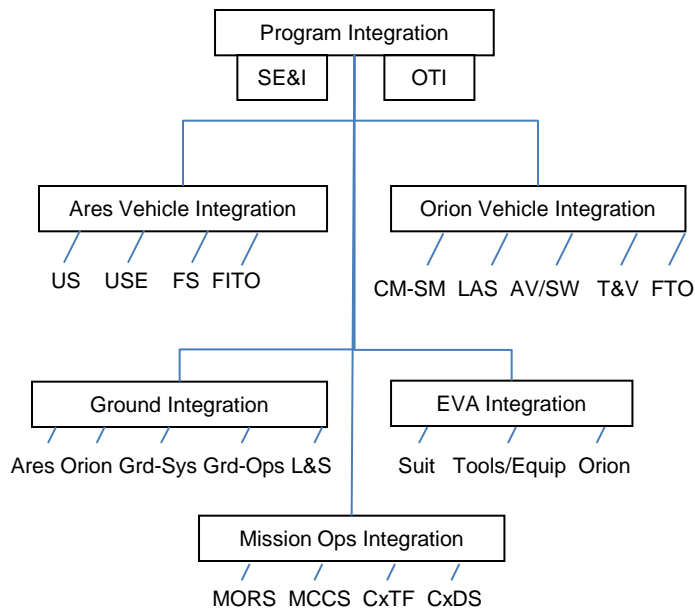 Program Integration
SE&I OTI
Ares Vehicle Integration Orion Vehicle Integration
US USE FS FITO
CM-SM LAS AV/SW T&V FTO
Ground Integration EVA Integration
Ares Orion Grd-Sys Grd-Ops L&S Suit Tools/Equip Orion
Mission Ops Integration
MORS MCCS CxTF CxDS